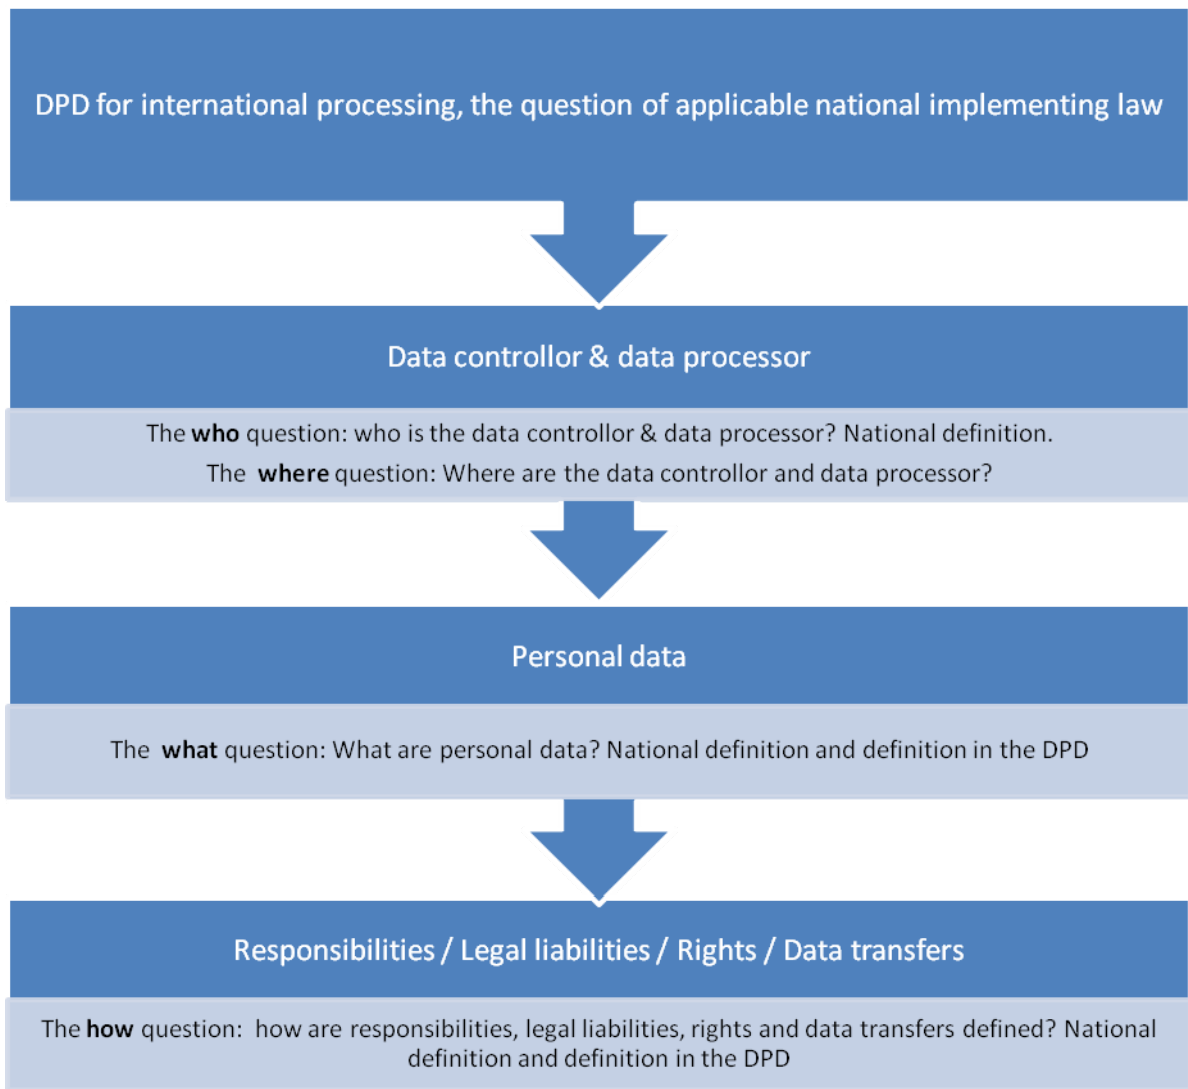 DPD for international processing, the question of applicable national implementing law
Data controllor & data processor
The who question: who is the data controllor & data processor? National definition.
The where question: Where are the data controllor and data processor?
Personal data
The what question: What are personal data? National definition and definition in the DPD
Responsibilities / Legal liabilities / Rights / Data transfers
The how question: how are responsibilities, legal liabilities, rights and data transfers defined? National
definition and definition in the DPD